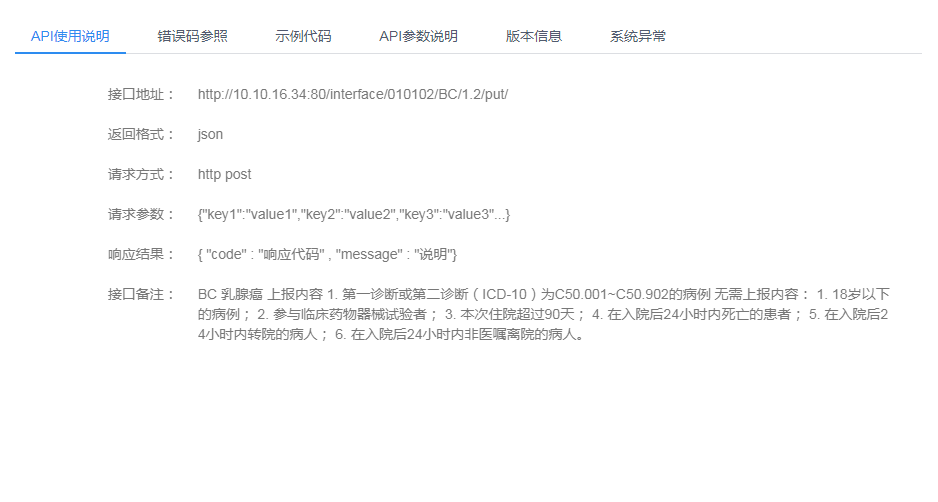 API使用说明 错误码参照 示例代码 API参数说明 版本信息 系统异常
接口地址： http://10.10.16.34:80/interface/010102/BC/1.2/put/
返回格式： json
请求方式： http post
请求参数： {"key1":"value1","key2":"value2","key3":"value3"...}
响应结果： { "code" : "响应代码" , "message" : "说明"}
接口备注： BC 乳腺癌 上报内容 1. 第一诊断或第二诊断（ICD-10）为C50.001~C50.902的病例 无需上报内容： 1. 18岁以下
的病例； 2. 参与临床药物器械试验者； 3. 本次住院超过90天； 4. 在入院后24小时内死亡的患者； 5. 在入院后2
4小时内转院的病人； 6. 在入院后24小时内非医嘱离院的病人。